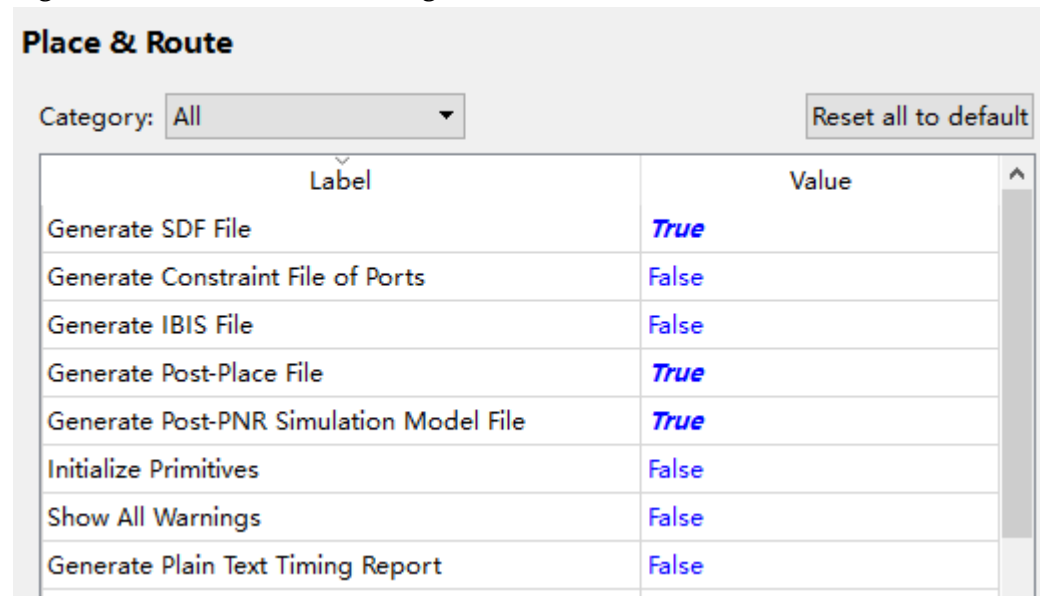 Place & Route
Category: All Reset all to default
Label Value
Generate SDF File True
Generate Constraint File of Ports False
Generate IBIS File False
Generate Post-Place File True
Generate Post-PNR Simulation Model File True
Initialize Primitives False
Show All Warnings False
Generate Plain Text Timing Report False